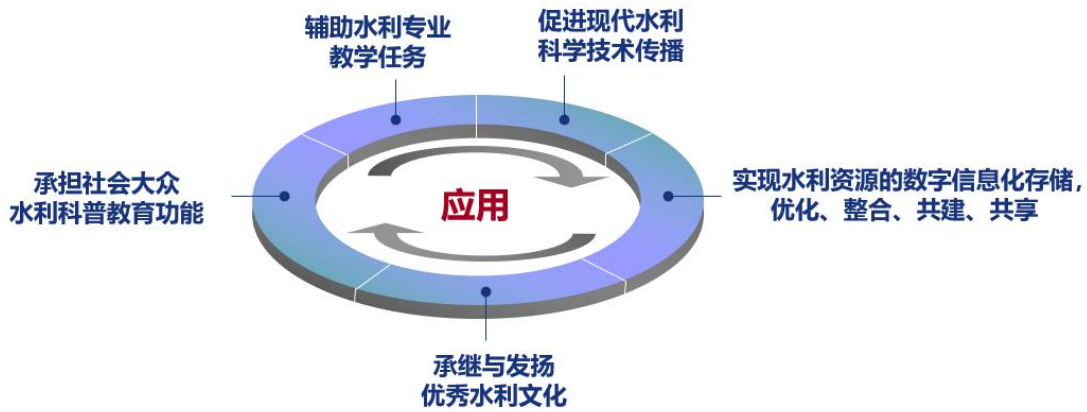 辅助水利专业
教学任务
促进现代水利
科学技术传播
承担社会大众
水利科普教育功能
应用
实现水利资源的数字信息化存储，
优化、整合、共建、共享
承继与发扬
优秀水利文化